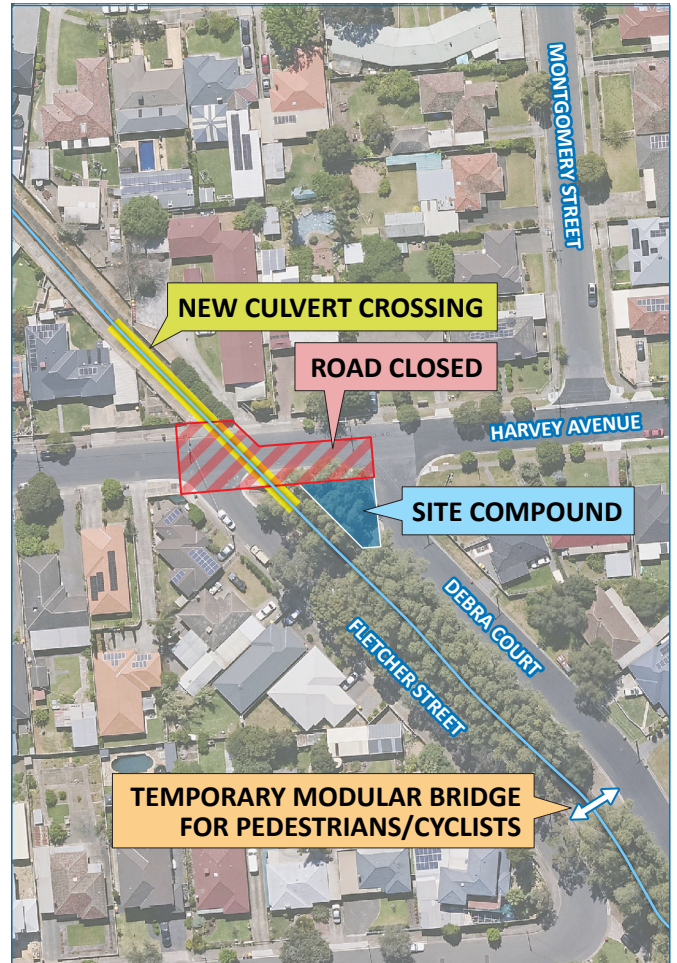 MONTGOMERY STREET
NEW CULVERT CROSSING
ROAD CLOSED
HARVEY AVENUE
SITE COMPOUND
DEBRA COURT
FLETCHER STREET
TEMPORARY MODULAR BRIDGE
FOR PEDESTRIANS/CYCLISTS